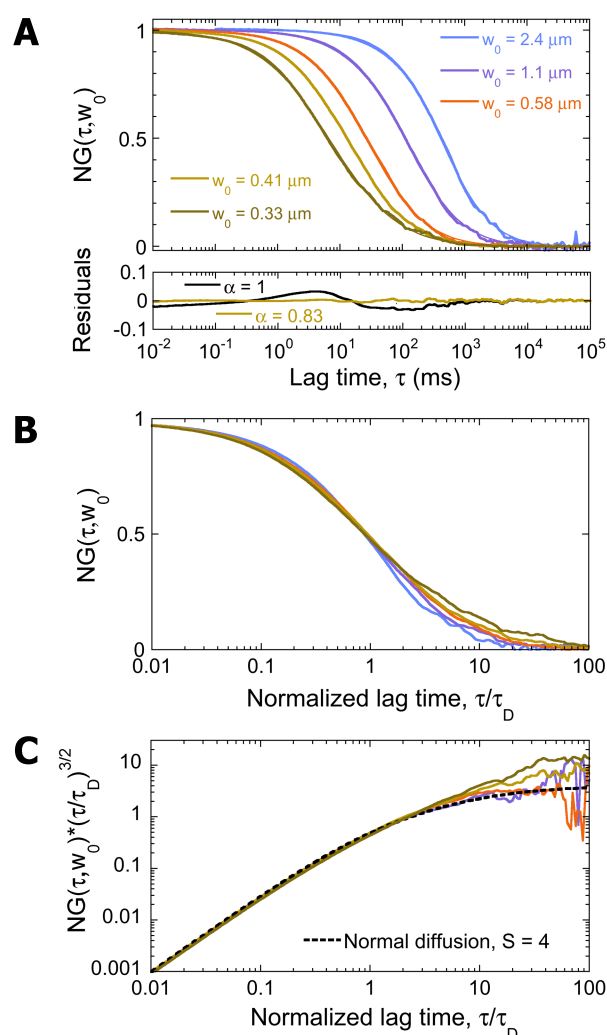 A
NG(τ,w₀)
1
0.5
0
w₀ = 2.4 μm
w₀ = 1.1 μm
w₀ = 0.58 μm
w₀ = 0.41 μm
w₀ = 0.33 μm
Residuals
0.1
0
-0.1
α = 1
α = 0.83
10⁻² 10⁻¹ 10⁰ 10¹ 10² 10³ 10⁴ 10⁵
Lag time, τ (ms)
B
NG(τ,w₀)
1
0.5
0
0.01 0.1 1 10 100
Normalized lag time, τ/τ_D
C
NG(τ,w₀)*(τ/τ_D)^3/2
10
1
0.1
0.01
0.001
Normal diffusion, S = 4
0.01 0.1 1 10 100
Normalized lag time, τ/τ_D